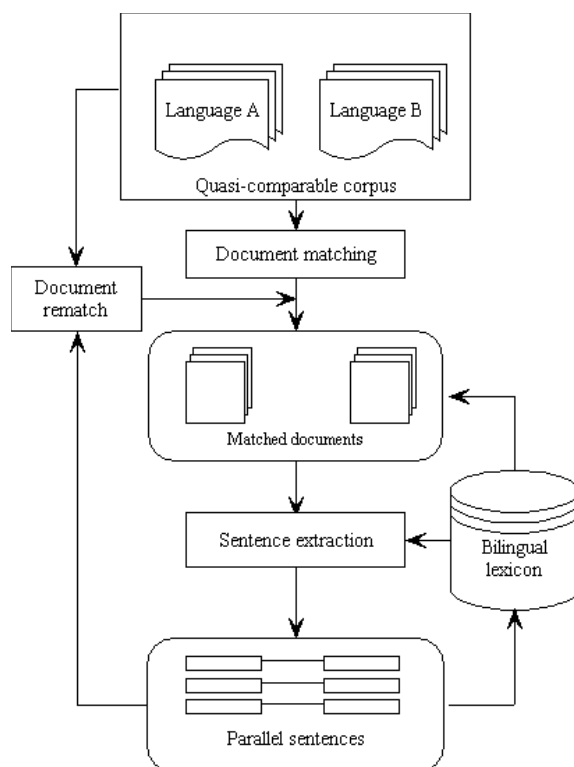 Language A
Language B
Quasi-comparable corpus
Document matching
Document
rematch
Matched documents
Sentence extraction
Bilingual
lexicon
Parallel sentences